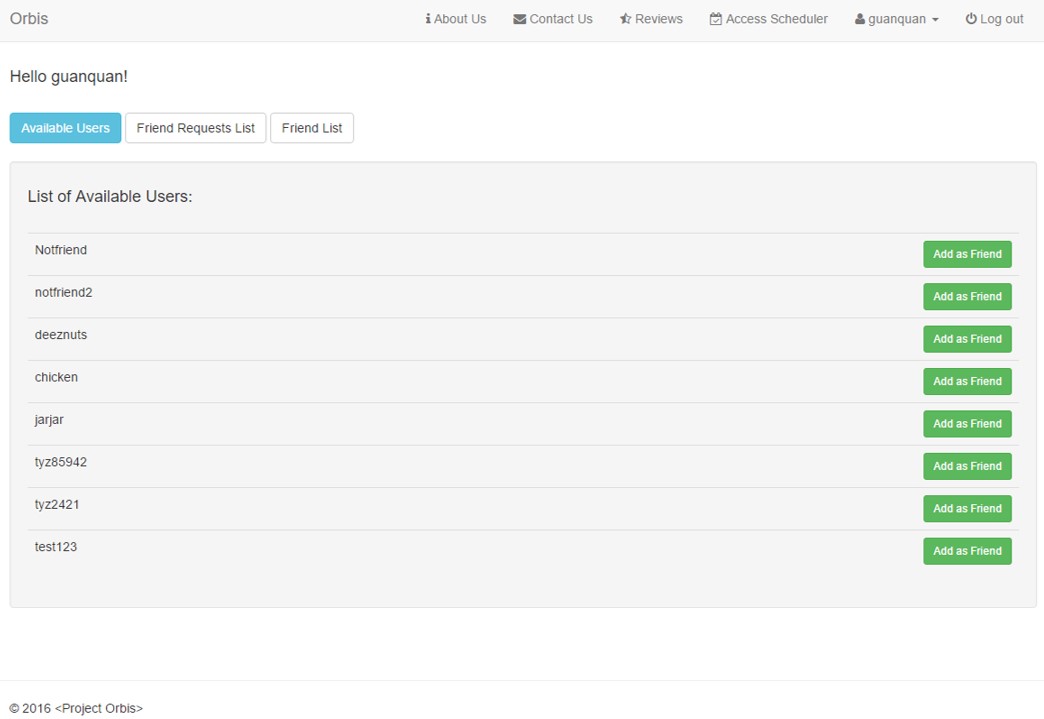 Orbis About Us Contact Us Reviews Access Scheduler guanquan Log out
Hello guanquan!
Available Users Friend Requests List Friend List
List of Available Users:
Notfriend Add as Friend
notfriend2 Add as Friend
deeznuts Add as Friend
chicken Add as Friend
jarjar Add as Friend
tyz85942 Add as Friend
tyz2421 Add as Friend
test123 Add as Friend
© 2016 <Project Orbis>